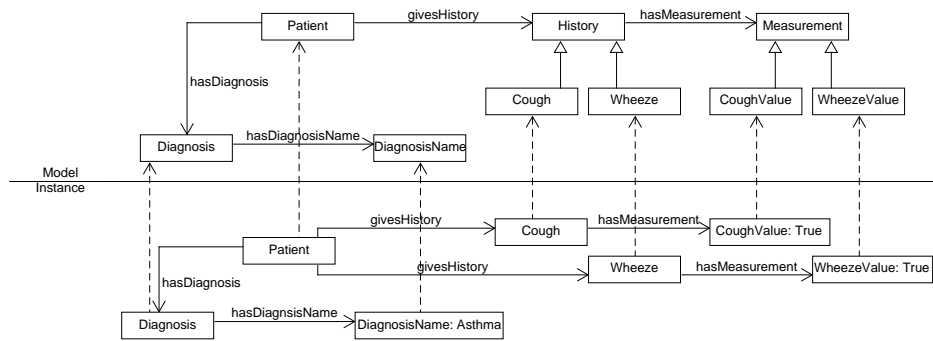 givesHistory
hasMeasurement
Patient
History
Measurement
hasDiagnosis
Cough
Wheeze
CoughValue
WheezeValue
hasDiagnosisName
Diagnosis
DiagnosisName
Model
Instance
givesHistory
hasMeasurement
Cough
CoughValue: True
Patient
givesHistory
hasMeasurement
Wheeze
WheezeValue: True
hasDiagnosis
hasDiagnsisName
Diagnosis
DiagnosisName: Asthma